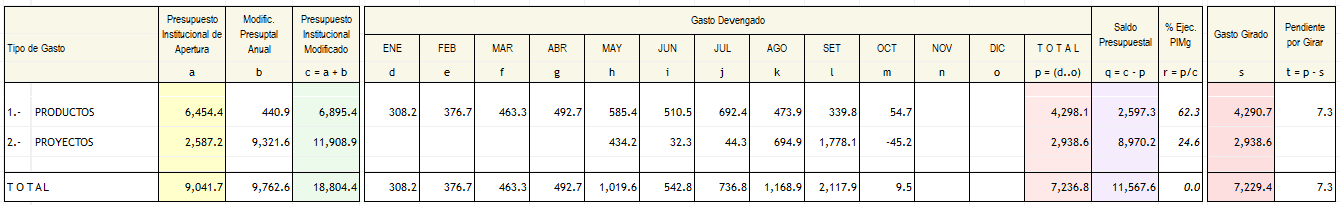 Tipo de Gasto Presupuesto Institucional de Apertura a Modific. Presuptal Anual b Presupuesto Institucional Modificado c = a + b Gasto Devengado Saldo Presupuestal q = c - p % Ejec. PIMg r = p/c Gasto Girado s Pendiente por Girar t = p - s
ENE FEB MAR ABR MAY JUN JUL AGO SET OCT NOV DIC T O T A L
d e f g h i j k l m n o p = (d..o)
1.- PRODUCTOS 6,454.4 440.9 6,895.4 308.2 376.7 463.3 492.7 585.4 510.5 692.4 473.9 339.8 54.7 4,298.1 2,597.3 62.3 4,290.7 7.3
2.- PROYECTOS 2,587.2 9,321.6 11,908.9 434.2 32.3 44.3 694.9 1,778.1 -45.2 2,938.6 8,970.2 24.6 2,938.6
T O T A L 9,041.7 9,762.6 18,804.4 308.2 376.7 463.3 492.7 1,019.6 542.8 736.8 1,168.9 2,117.9 9.5 7,236.8 11,567.6 0.0 7,229.4 7.3